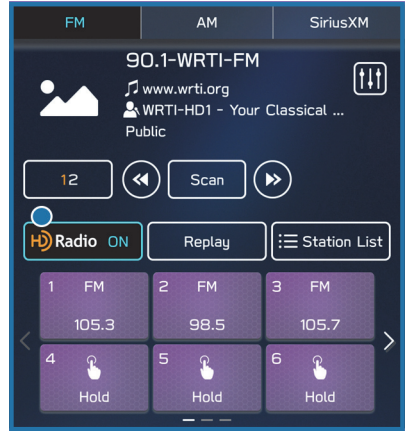 FM AM SiriusXM
90.1-WRTI-FM
www.wrti.org
WRTI-HD1 - Your Classical ...
Public
12 Scan
HD Radio ON Replay Station List
1 FM 2 FM 3 FM
105.3 98.5 105.7
4 5 6
Hold Hold Hold